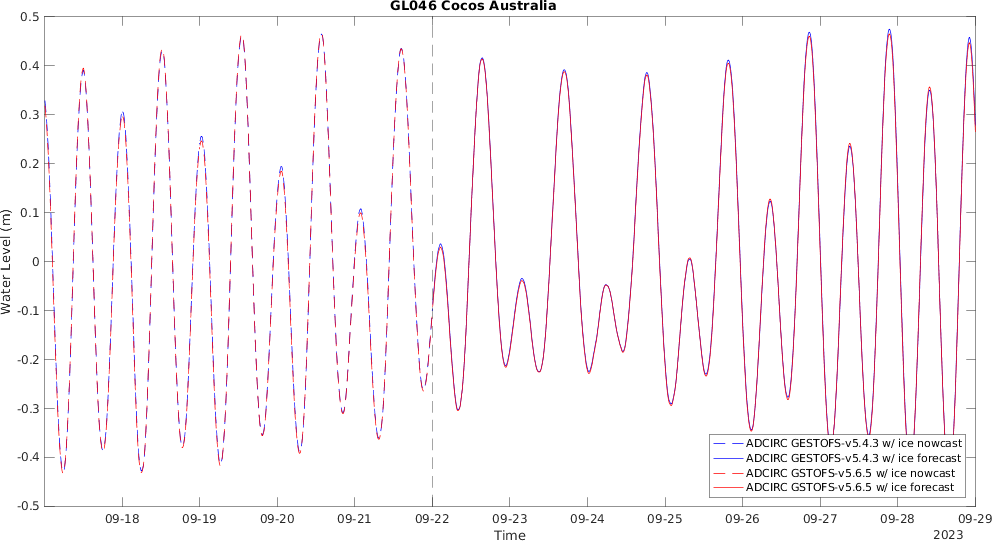 GL046 Cocos Australia
0.5
0.4
0.3
0.2
0.1
0
-0.1
-0.2
-0.3
-0.4
-0.5
Water Level (m)
ADCIRC GESTOFS-v5.4.3 w/ ice nowcast
ADCIRC GESTOFS-v5.4.3 w/ ice forecast
ADCIRC GSTOFS-v5.6.5 w/ ice nowcast
ADCIRC GSTOFS-v5.6.5 w/ ice forecast
09-18 09-19 09-20 09-21 09-22 09-23 09-24 09-25 09-26 09-27 09-28 09-29
Time
2023